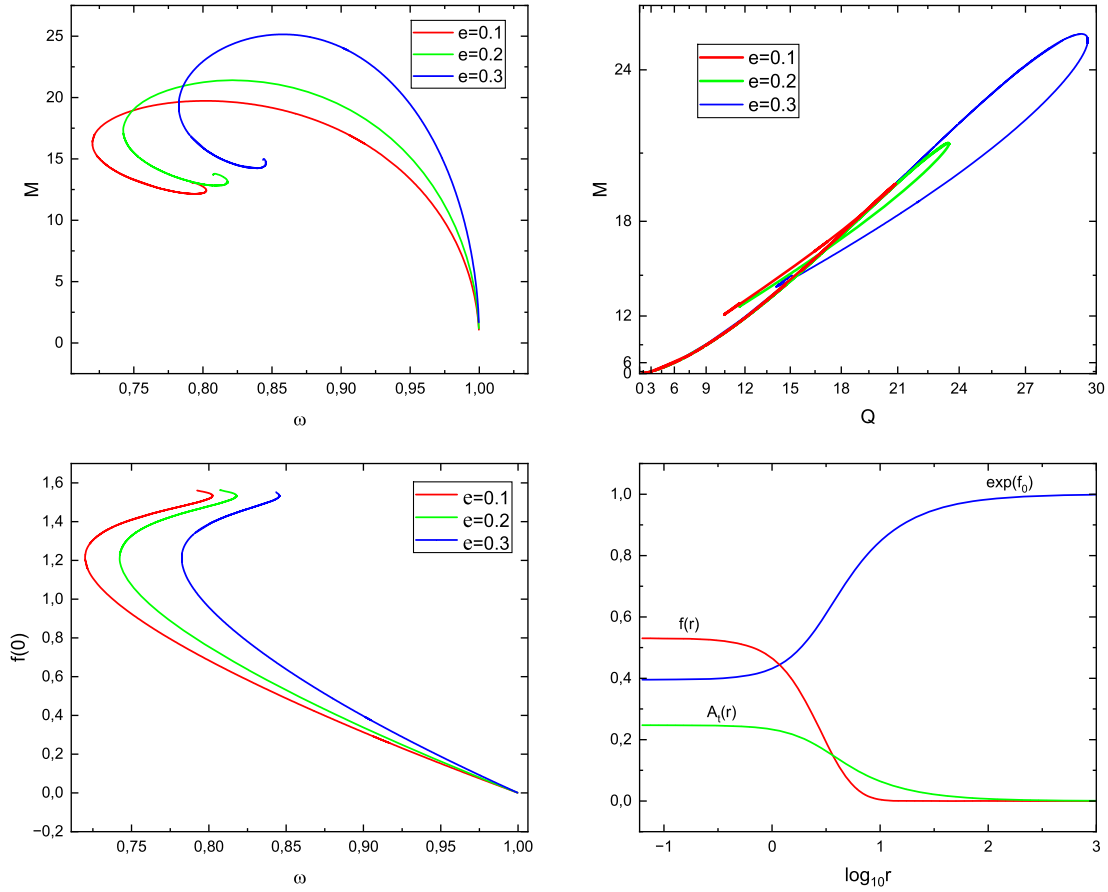 25
20
15
10
5
0
M
0,75
0,80
0,85
0,90
0,95
1,00
ω
e=0.1
e=0.2
e=0.3
24
18
12
6
0
M
0
3
6
9
12
15
18
21
24
27
30
Q
e=0.1
e=0.2
e=0.3
1,6
1,4
1,2
1,0
0,8
0,6
0,4
0,2
0,0
−0,2
f(0)
0,75
0,80
0,85
0,90
0,95
1,00
ω
e=0.1
e=0.2
e=0.3
1,0
0,8
0,6
0,4
0,2
0,0
exp(f₀)
f(r)
Aₜ(r)
−1
0
1
2
3
log₁₀r